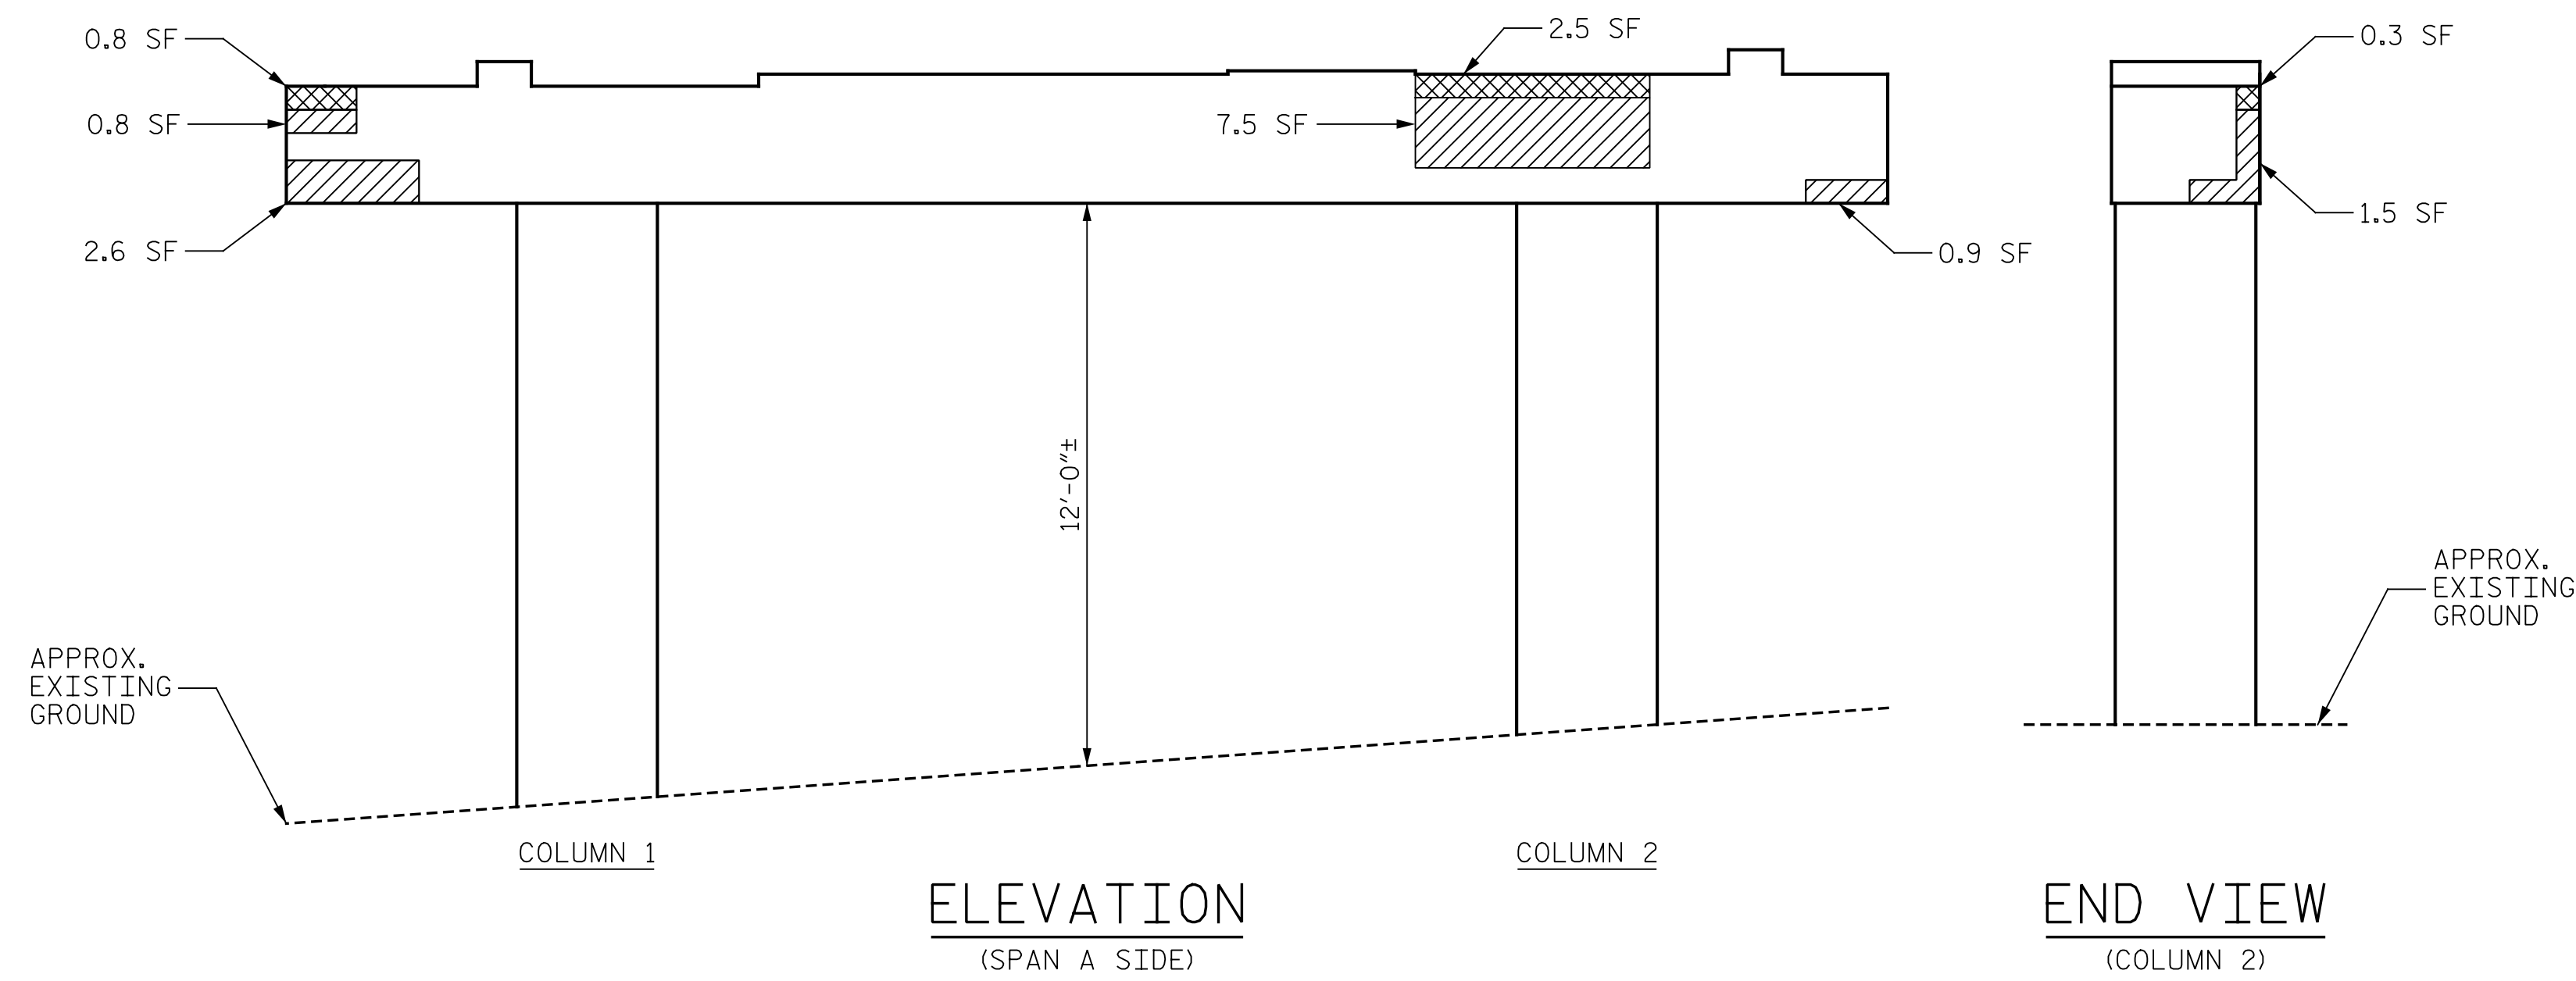 0.8 SF
2.5 SF
0.3 SF
0.8 SF
7.5 SF
1.5 SF
2.6 SF
0.9 SF
12'-0"±
APPROX.
EXISTING
GROUND
APPROX.
EXISTING
GROUND
COLUMN 1
COLUMN 2
ELEVATION
(SPAN A SIDE)
END VIEW
(COLUMN 2)